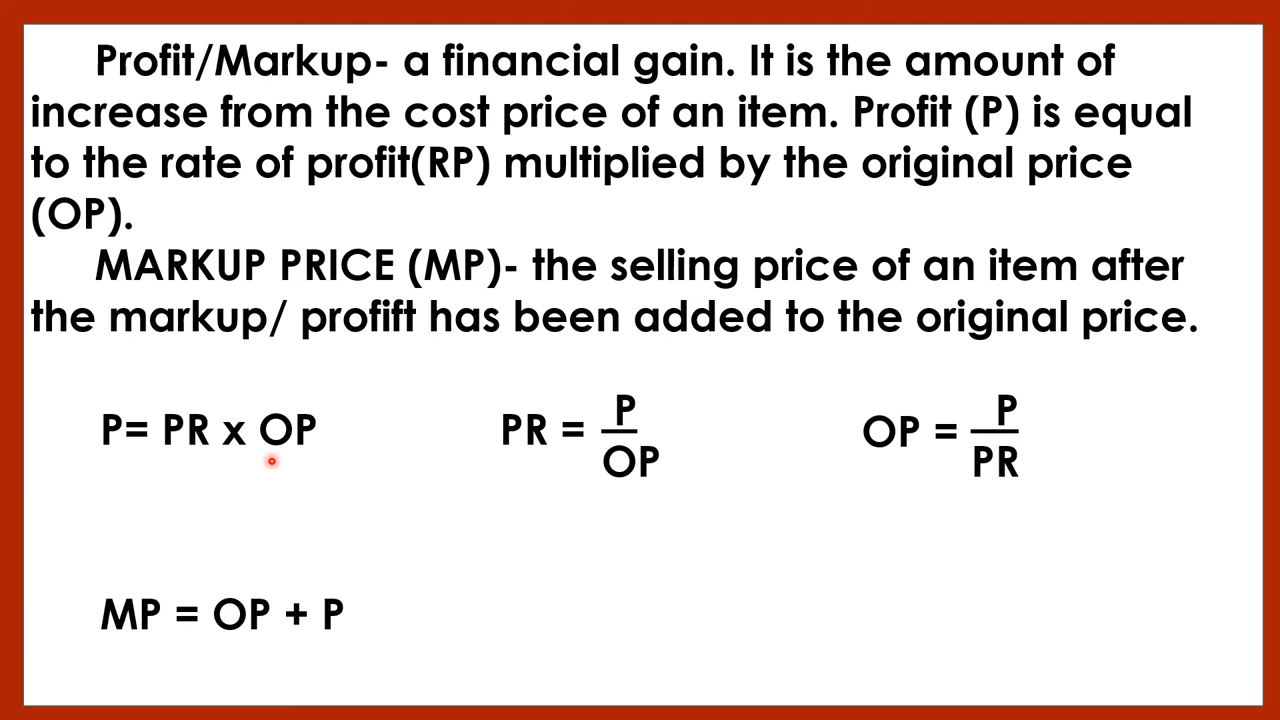 Profit/Markup- a financial gain. It is the amount of
increase from the cost price of an item. Profit (P) is equal
to the rate of profit(RP) multiplied by the original price
(OP).
MARKUP PRICE (MP)- the selling price of an item after
the markup/ profift has been added to the original price.
P= PR x OP
PR = P
OP
OP = P
PR
MP = OP + P